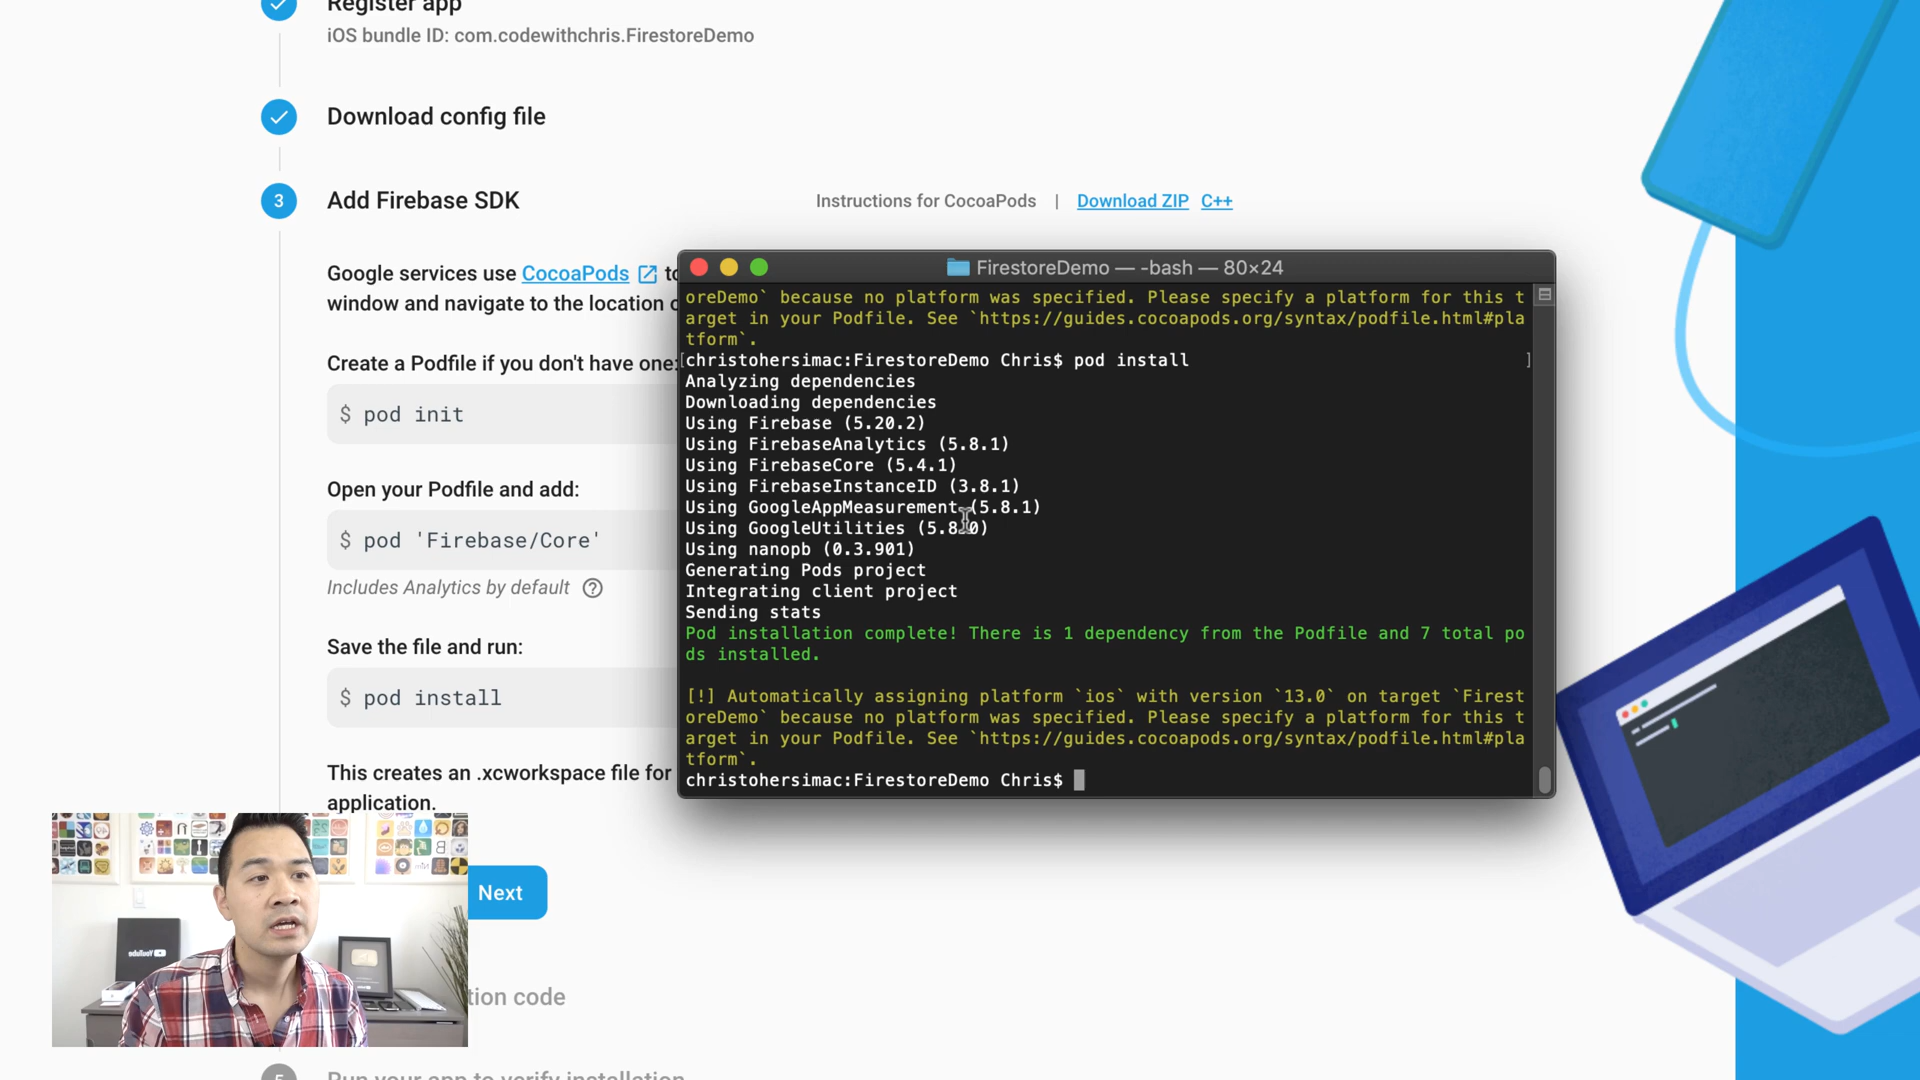 Register app
iOS bundle ID: com.codewithchris.FirestoreDemo
Download config file
3
Add Firebase SDK
Instructions for CocoaPods | Download ZIP C++
Google services use CocoaPods to
window and navigate to the location
Create a Podfile if you don't have one:
$ pod init
Open your Podfile and add:
$ pod 'Firebase/Core'
Includes Analytics by default ?
Save the file and run:
$ pod install
This creates an .xcworkspace file for
application.
Next
tion code
Run your app to verify installation
FirestoreDemo — -bash — 80×24
oreDemo` because no platform was specified. Please specify a platform for this t
arget in your Podfile. See `https://guides.cocoapods.org/syntax/podfile.html#pla
tform`.
[christohersimac:FirestoreDemo Chris$ pod install ]
Analyzing dependencies
Downloading dependencies
Using Firebase (5.20.2)
Using FirebaseAnalytics (5.8.1)
Using FirebaseCore (5.4.1)
Using FirebaseInstanceID (3.8.1)
Using GoogleAppMeasurement (5.8.1)
Using GoogleUtilities (5.8.0)
Using nanopb (0.3.901)
Generating Pods project
Integrating client project
Sending stats
Pod installation complete! There is 1 dependency from the Podfile and 7 total po
ds installed.
[!] Automatically assigning platform `ios` with version `13.0` on target `Firest
oreDemo` because no platform was specified. Please specify a platform for this t
arget in your Podfile. See `https://guides.cocoapods.org/syntax/podfile.html#pla
tform`.
christohersimac:FirestoreDemo Chris$